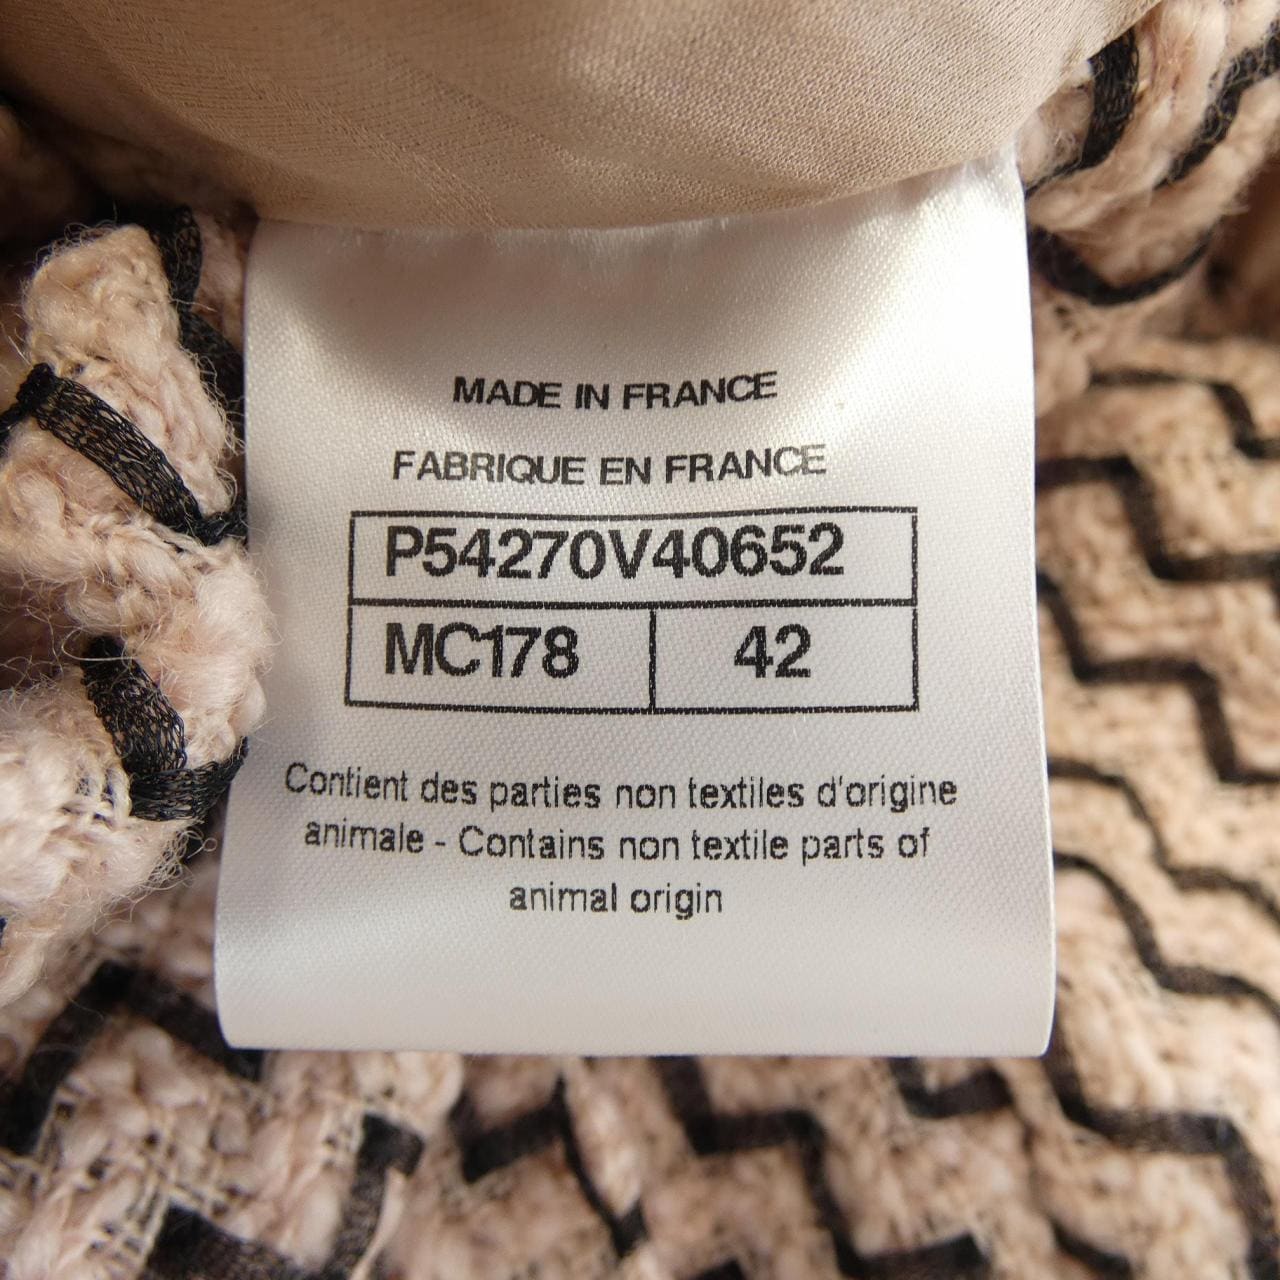 MADE IN FRANCE
FABRIQUE EN FRANCE
P54270V40652
MC178 42
Contient des parties non textiles d'origine
animale - Contains non textile parts of
animal origin